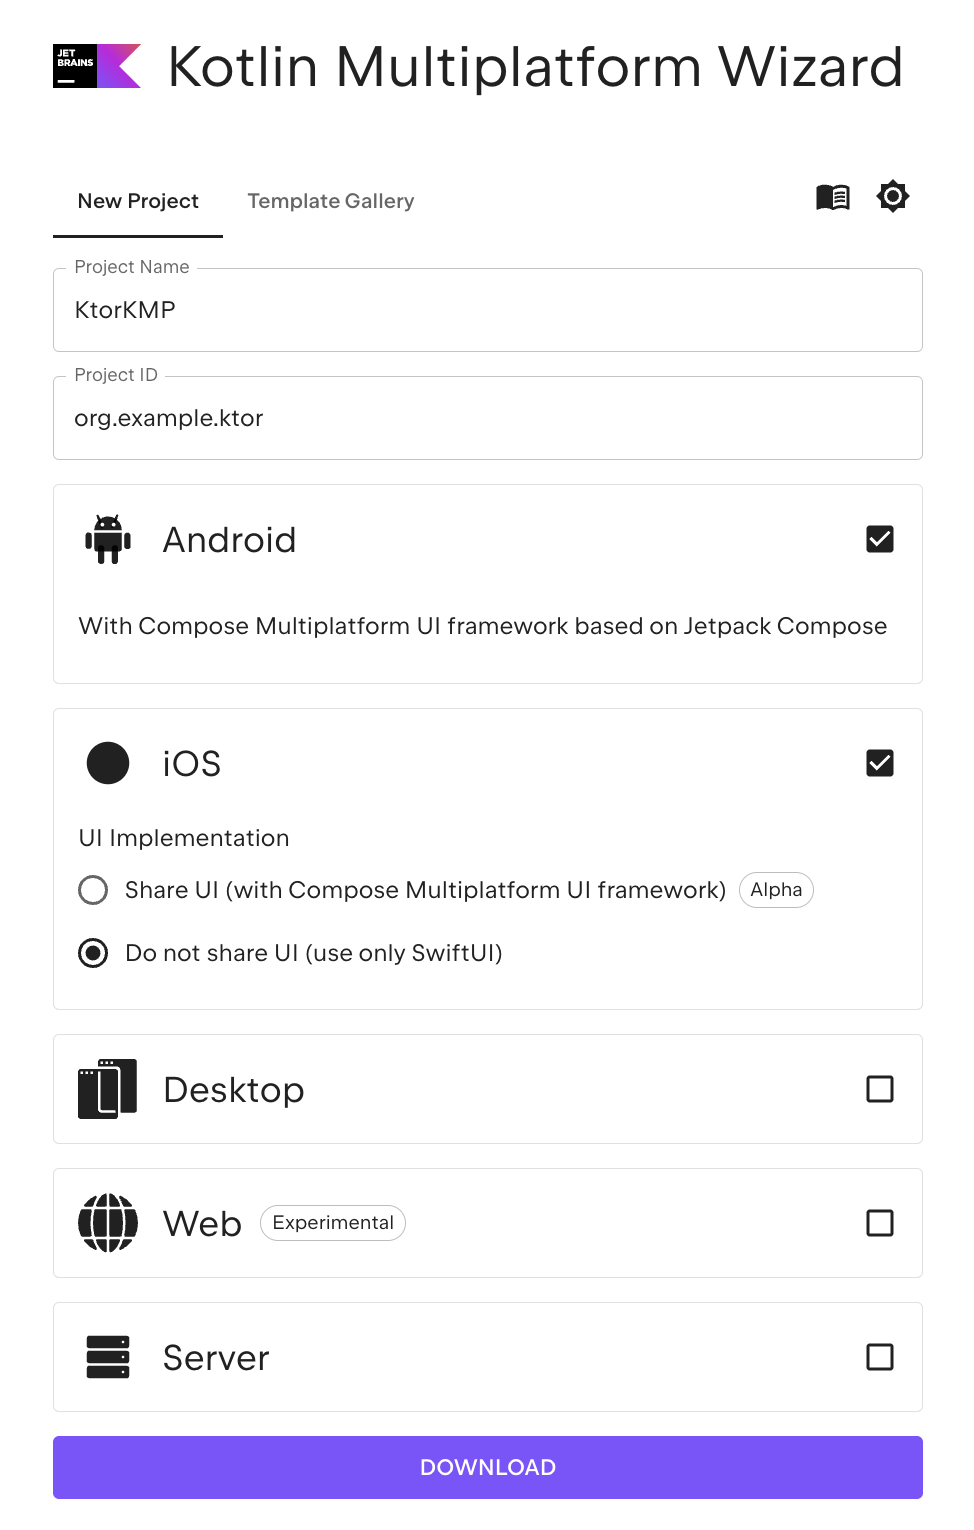 JET
BRAINS
Kotlin Multiplatform Wizard
New Project
Template Gallery
Project Name
KtorKMP
Project ID
org.example.ktor
Android
With Compose Multiplatform UI framework based on Jetpack Compose
iOS
UI Implementation
Share UI (with Compose Multiplatform UI framework) Alpha
Do not share UI (use only SwiftUI)
Desktop
Web Experimental
Server
DOWNLOAD